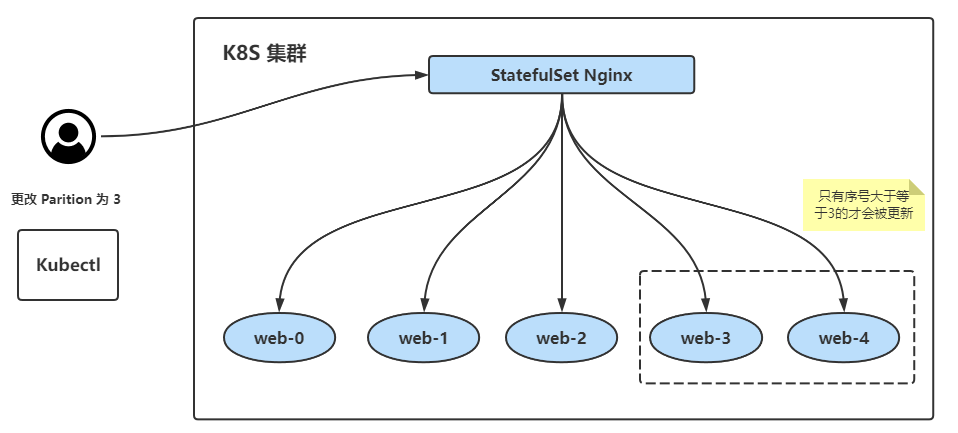 K8S 集群
StatefulSet Nginx
更改 Parition 为 3
只有序号大于等
于3的才会被更新
Kubectl
web-0
web-1
web-2
web-3
web-4